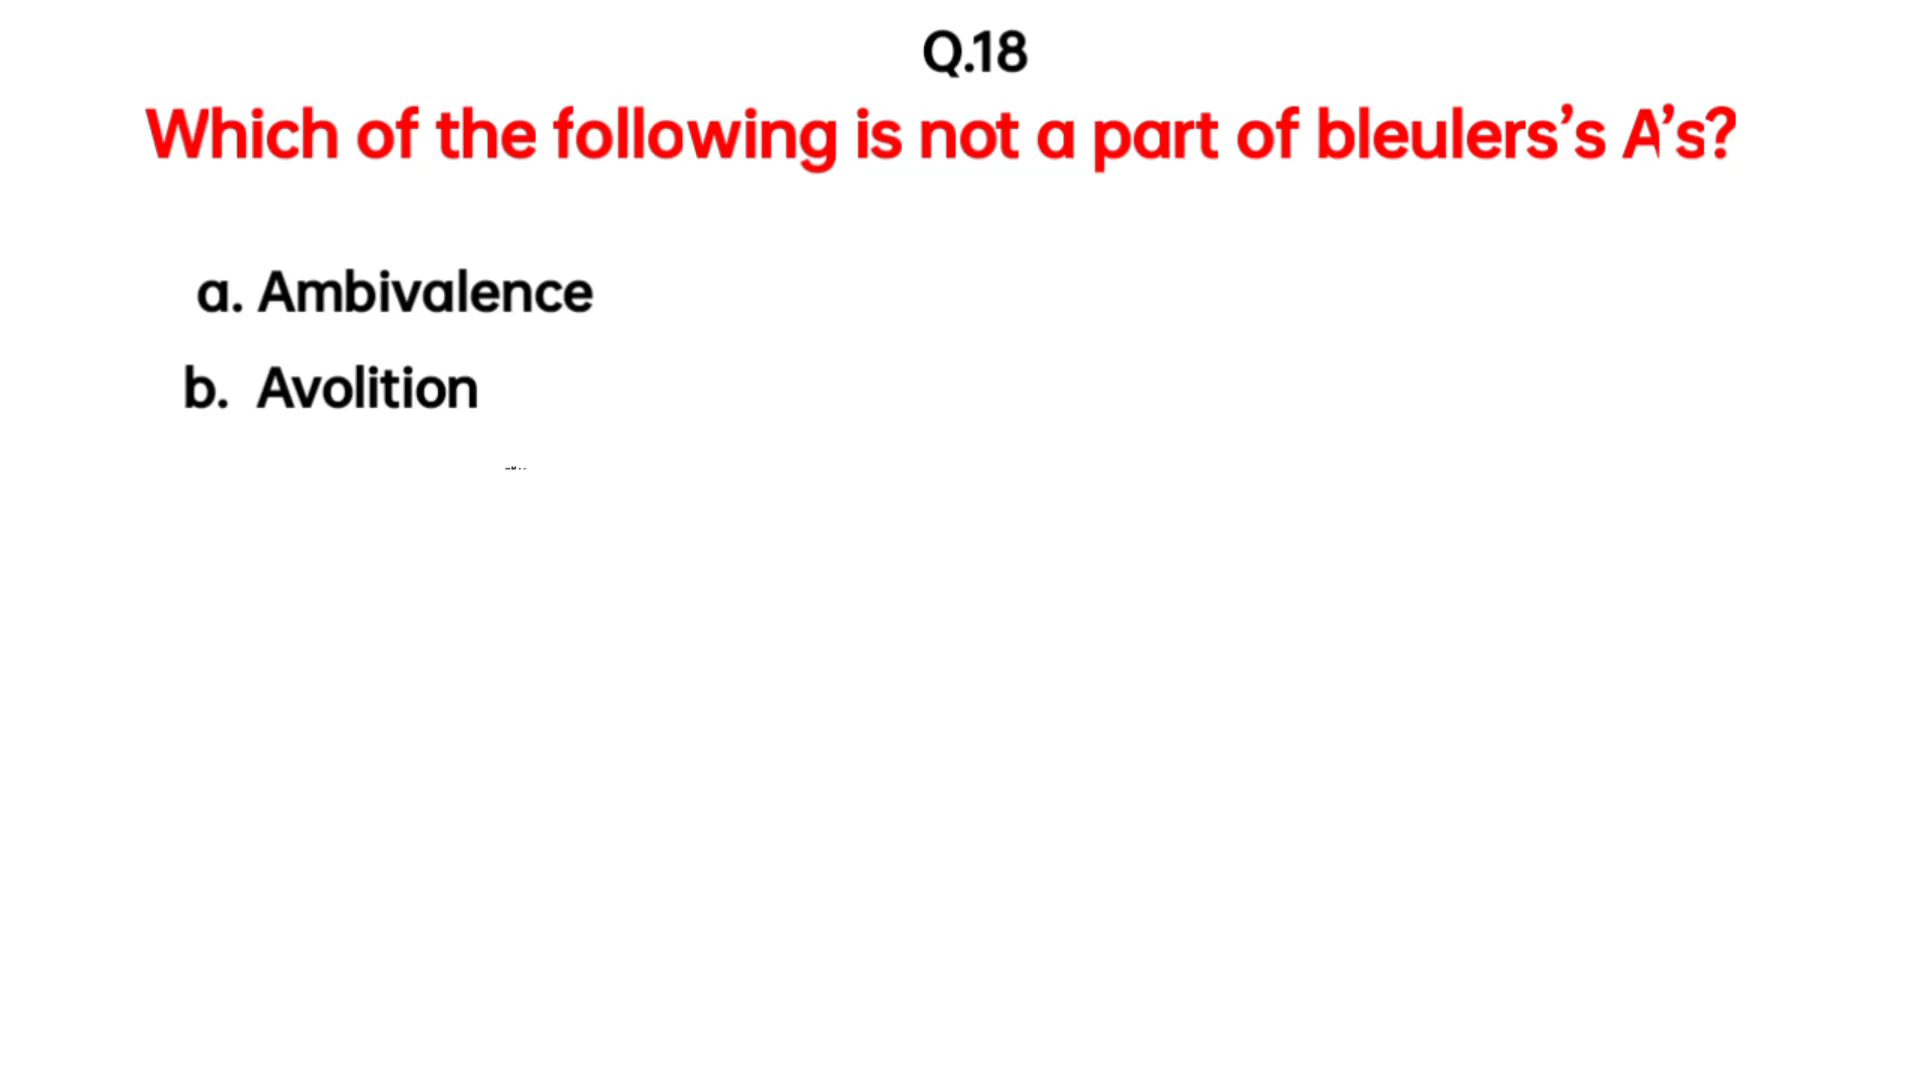 Q.18
Which of the following is not a part of bleulers’s A’s?
a. Ambivalence
b. Avolition